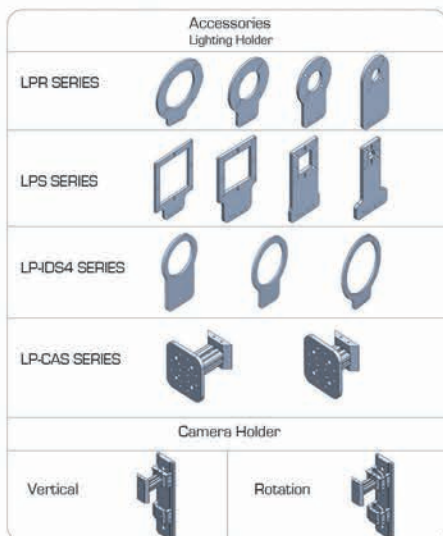 Accessories
Lighting Holder
LPR SERIES
LPS SERIES
LP-IDS4 SERIES
LP-CAS SERIES
Camera Holder
Vertical
Rotation